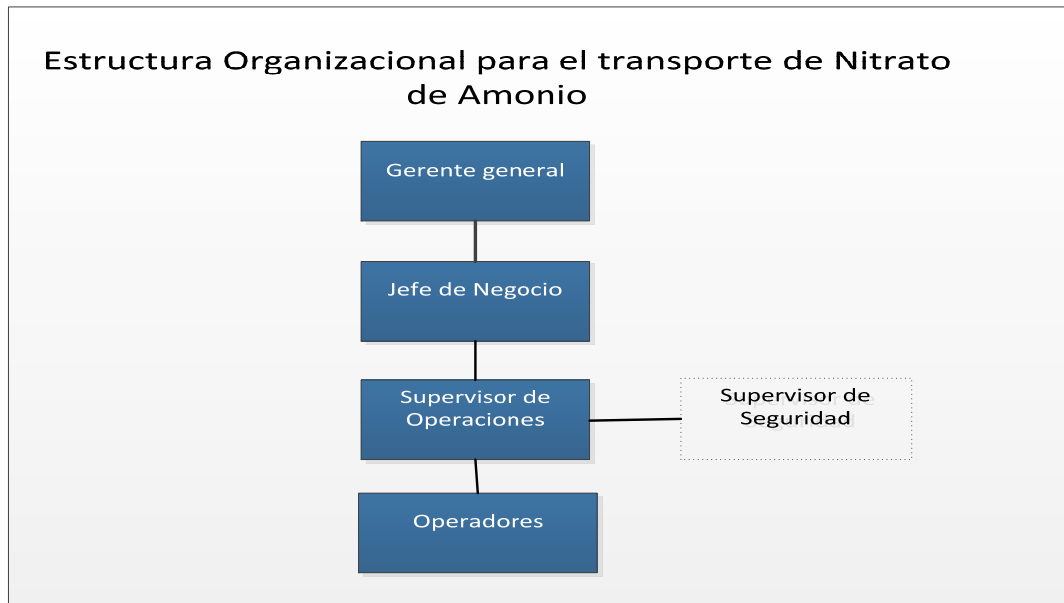 Estructura Organizacional para el transporte de Nitrato
de Amonio
Gerente general
Jefe de Negocio
Supervisor de
Operaciones
Supervisor de
Seguridad
Operadores